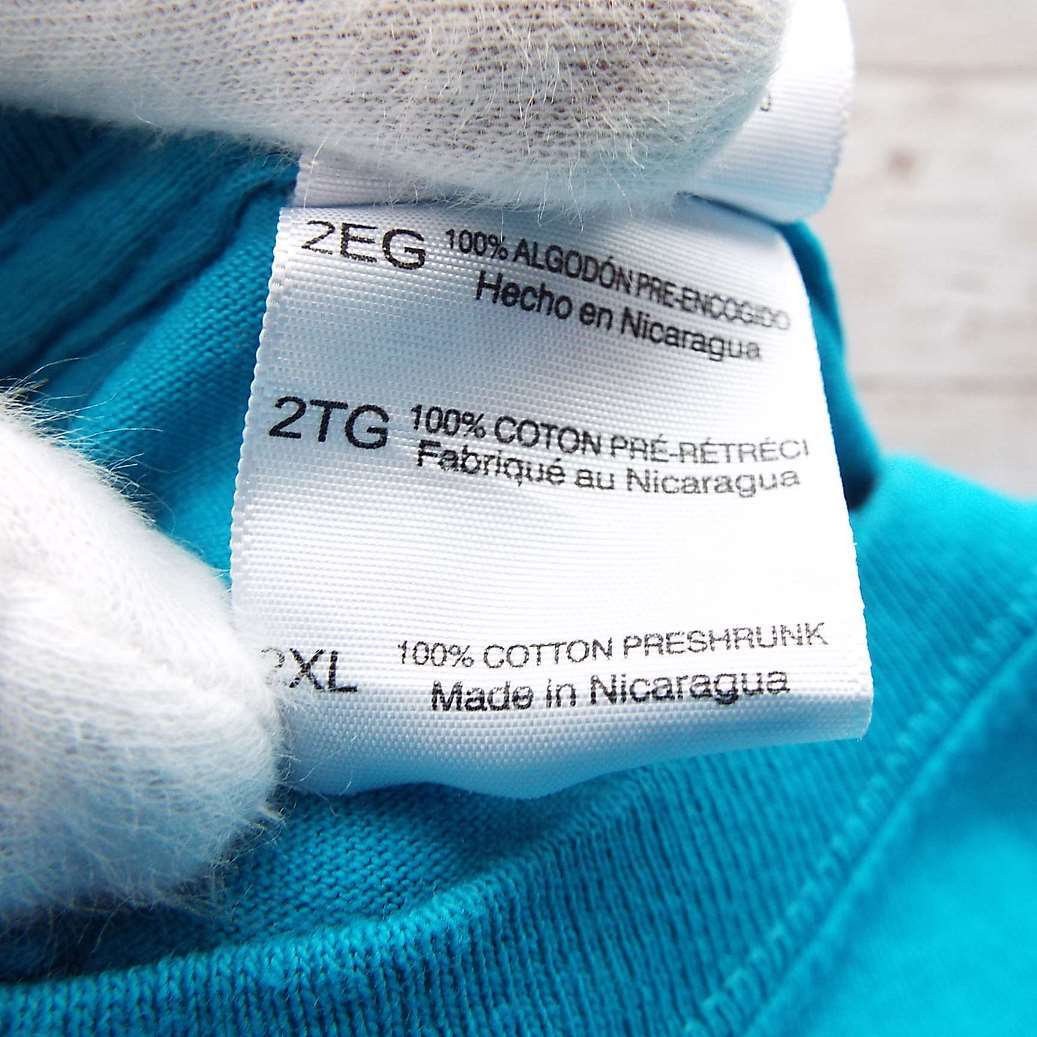 2EG 100% ALGODÓN PRE-ENCOGIDO
Hecho en Nicaragua
2TG 100% COTON PRÉ-RÉTRÉCI
Fabriqué au Nicaragua
2XL 100% COTTON PRESHRUNK
Made in Nicaragua